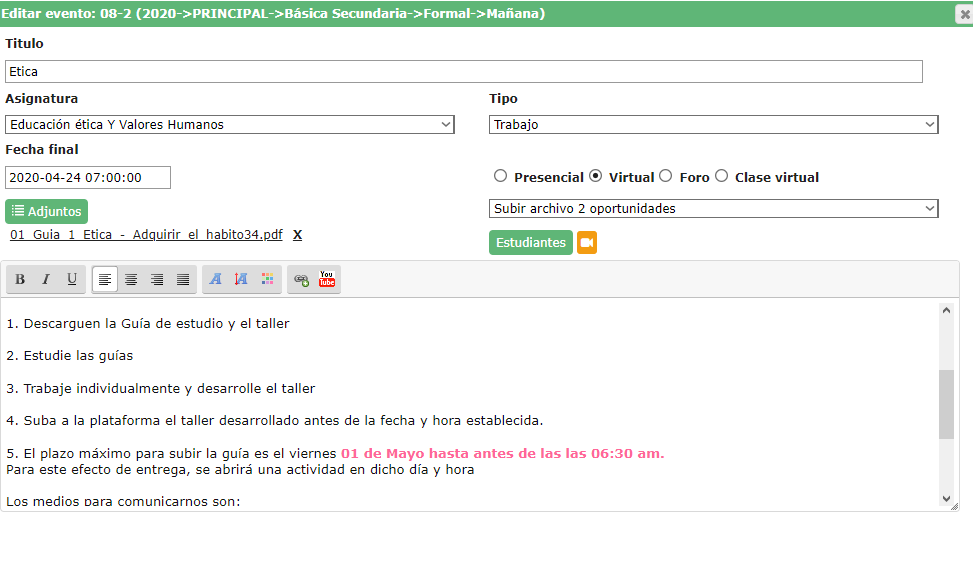 Editar evento: 08-2 (2020->PRINCIPAL->Básica Secundaria->Formal->Mañana)
Titulo
Etica
Asignatura
Tipo
Educación ética Y Valores Humanos
Trabajo
Fecha final
2020-04-24 07:00:00
Presencial Virtual Foro Clase virtual
Adjuntos
Subir archivo 2 oportunidades
01_Guia_1_Etica_-_Adquirir_el_habito34.pdf X
Estudiantes
B I U A A You Tube
1. Descarguen la Guía de estudio y el taller
2. Estudie las guías
3. Trabaje individualmente y desarrolle el taller
4. Suba a la plataforma el taller desarrollado antes de la fecha y hora establecida.
5. El plazo máximo para subir la guía es el viernes 01 de Mayo hasta antes de las las 06:30 am.
Para este efecto de entrega, se abrirá una actividad en dicho día y hora
Los medios para comunicarnos son: